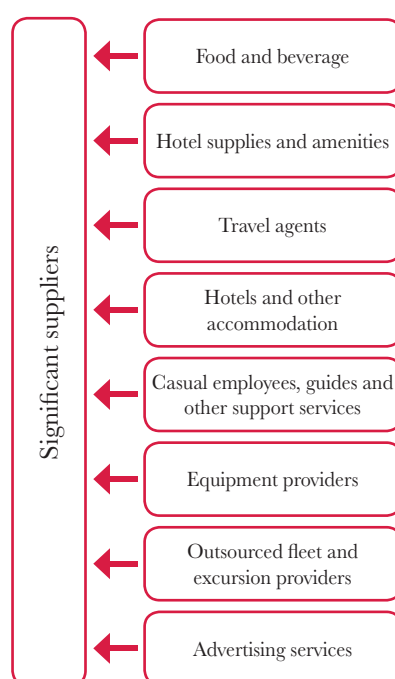 Significant suppliers
Food and beverage
Hotel supplies and amenities
Travel agents
Hotels and other
accommodation
Casual employees, guides and
other support services
Equipment providers
Outsourced fleet and
excursion providers
Advertising services